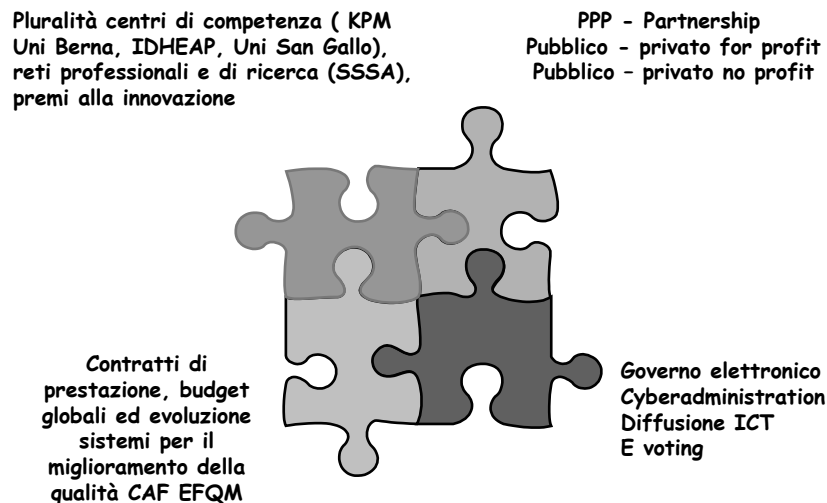 Pluralità centri di competenza ( KPM
Uni Berna, IDHEAP, Uni San Gallo),
reti professionali e di ricerca (SSSA),
premi alla innovazione
PPP - Partnership
Pubblico - privato for profit
Pubblico – privato no profit
Contratti di
prestazione, budget
globali ed evoluzione
sistemi per il
miglioramento della
qualità CAF EFQM
Governo elettronico
Cyberadministration
Diffusione ICT
E voting